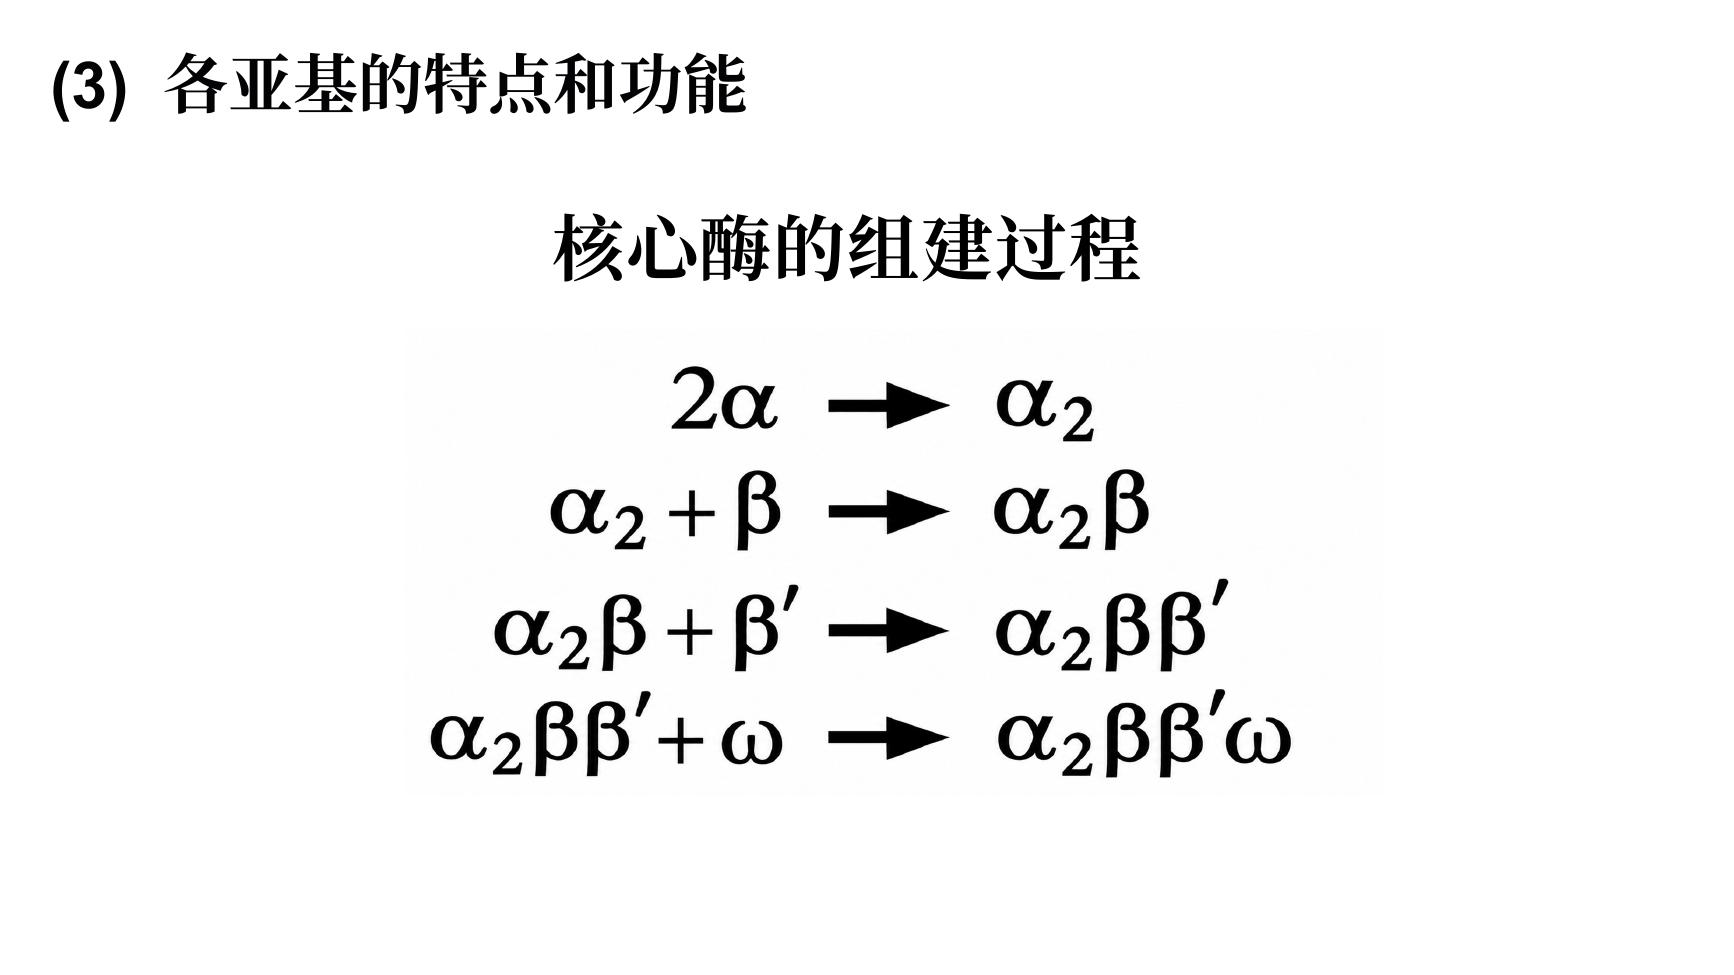 (3) 各亚基的特点和功能
核心酶的组建过程
2α → α₂
α₂ + β → α₂β
α₂β + β′ → α₂ββ′
α₂ββ′ + ω → α₂ββ′ω